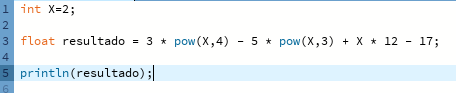 1 int X=2;
2
3 float resultado = 3 * pow(X,4) - 5 * pow(X,3) + X * 12 - 17;
4
5 println(resultado);
6